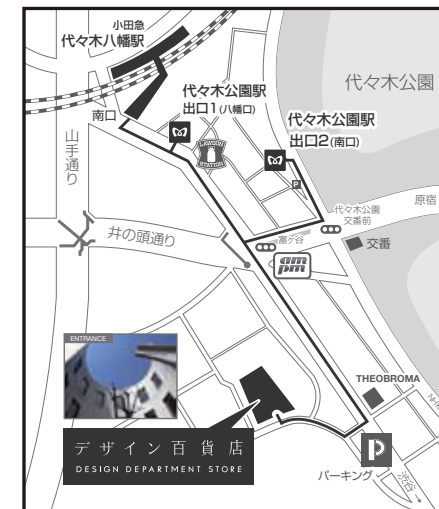 小田急
代々木八幡駅
代々木公園
代々木公園駅
出口1(八幡口)
南口
代々木公園駅
出口2(南口)
山手通り
LAWSON
STATION
P
原宿
代々木公園
交番前
井の頭通り
富ヶ谷
交番
am
pm
ENTRANCE
THEOBROMA
NHK
デザイン百貨店
DESIGN DEPARTMENT STORE
P
パーキング
渋谷→